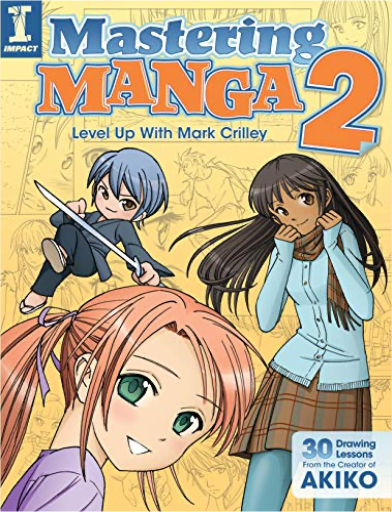 IMPACT
Mastering
MANGA 2
Level Up With Mark Crilley
30 Drawing
Lessons
From the Creator of
AKIKO